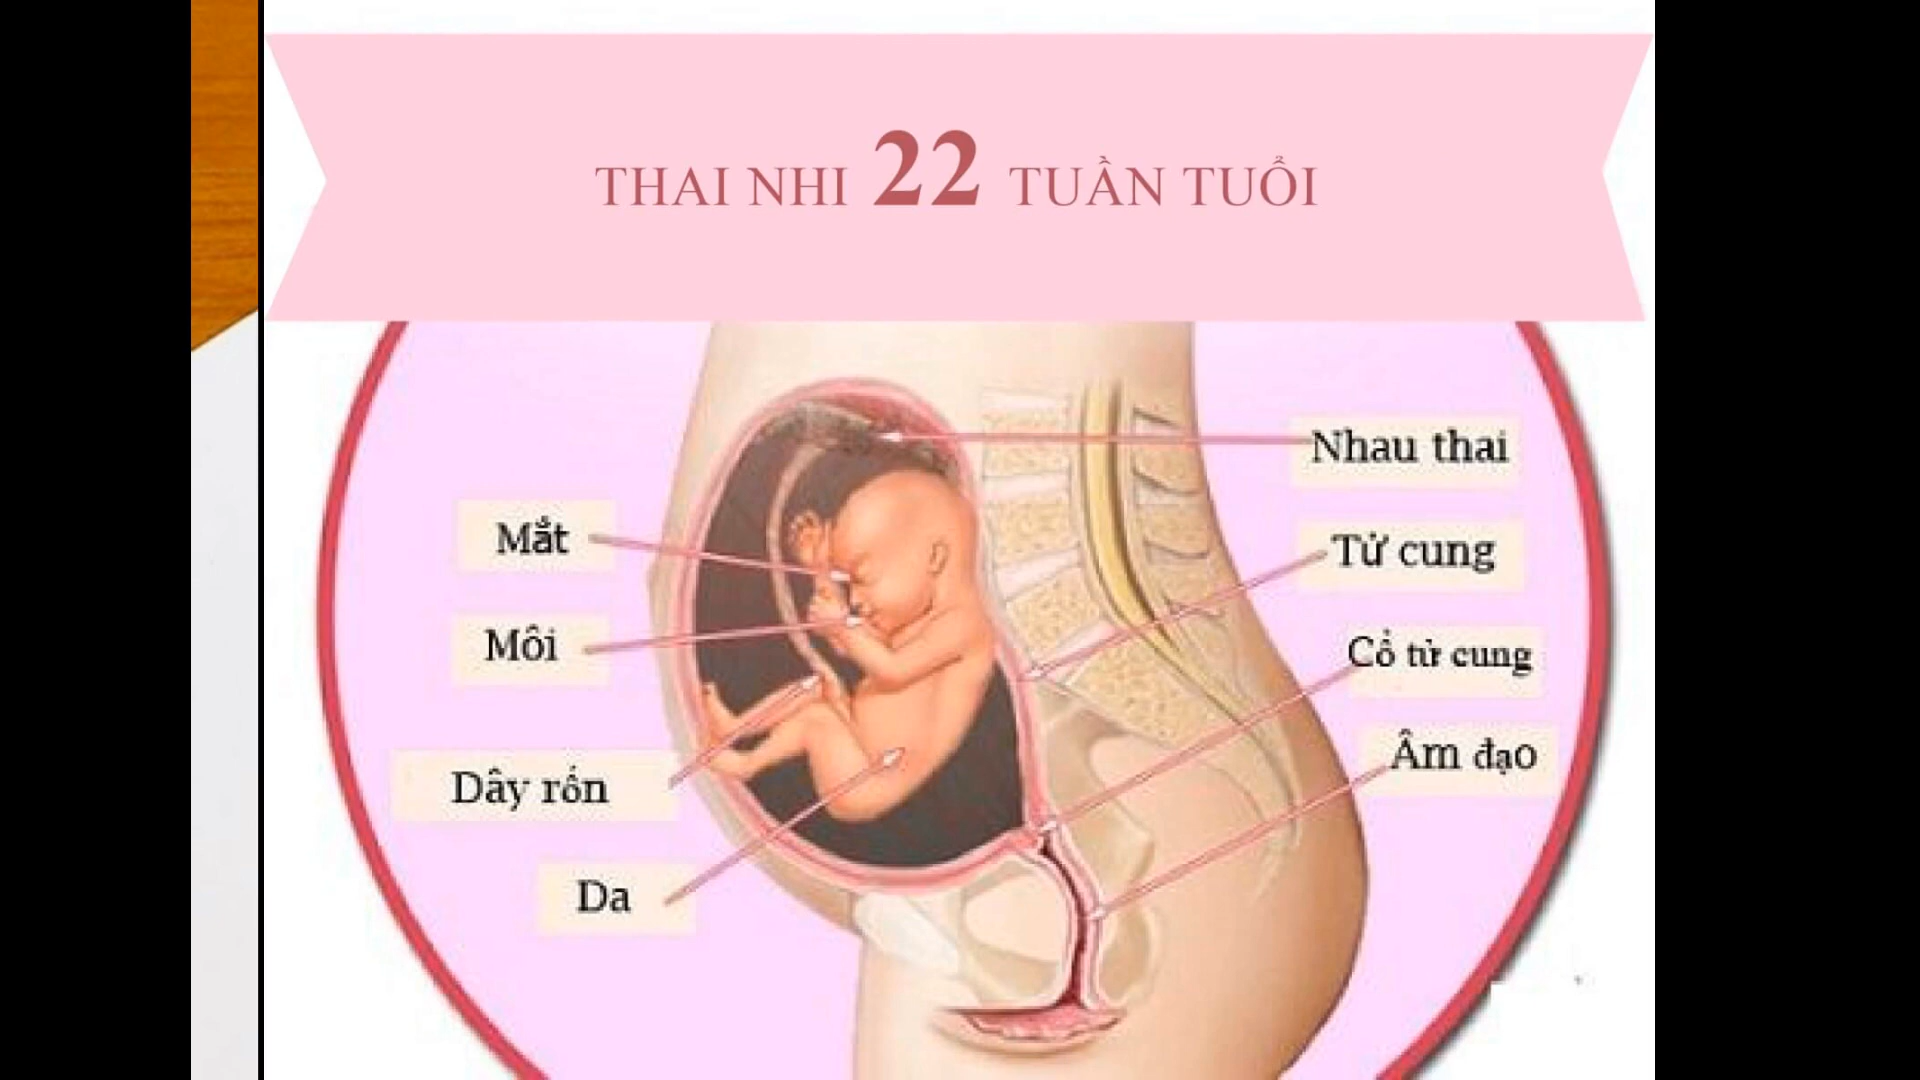 THAI NHI 22 TUẦN TUỔI
Nhau thai
Mắt
Tử cung
Môi
Cổ tử cung
Âm đạo
Dây rốn
Da